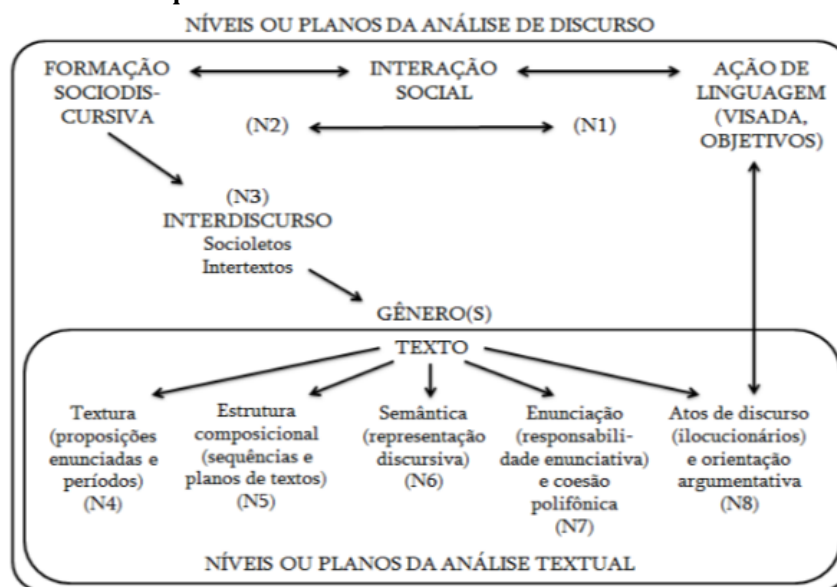 NÍVEIS OU PLANOS DA ANÁLISE DE DISCURSO
FORMAÇÃO
SOCIODIS-
CURSIVA
INTERAÇÃO
SOCIAL
AÇÃO DE
LINGUAGEM
(VISADA,
OBJETIVOS)
(N2)
(N1)
(N3)
INTERDISCURSO
Socioletos
Intertextos
GÊNERO(S)
TEXTO
Textura
(proposições
enunciadas e
períodos)
(N4)
Estrutura
composicional
(sequências e
planos de textos)
(N5)
Semântica
(representação
discursiva)
(N6)
Enunciação
(responsabili-
dade enunciativa)
e coesão
polifônica
(N7)
Atos de discurso
(ilocucionários)
e orientação
argumentativa
(N8)
NÍVEIS OU PLANOS DA ANÁLISE TEXTUAL